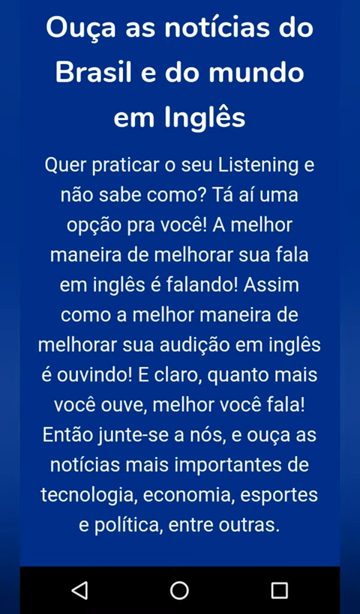 Ouça as notícias do
Brasil e do mundo
em Inglês
Quer praticar o seu Listening e
não sabe como? Tá aí uma
opção pra você! A melhor
maneira de melhorar sua fala
em inglês é falando! Assim
como a melhor maneira de
melhorar sua audição em inglês
é ouvindo! E claro, quanto mais
você ouve, melhor você fala!
Então junte-se a nós, e ouça as
notícias mais importantes de
tecnologia, economia, esportes
e política, entre outras.